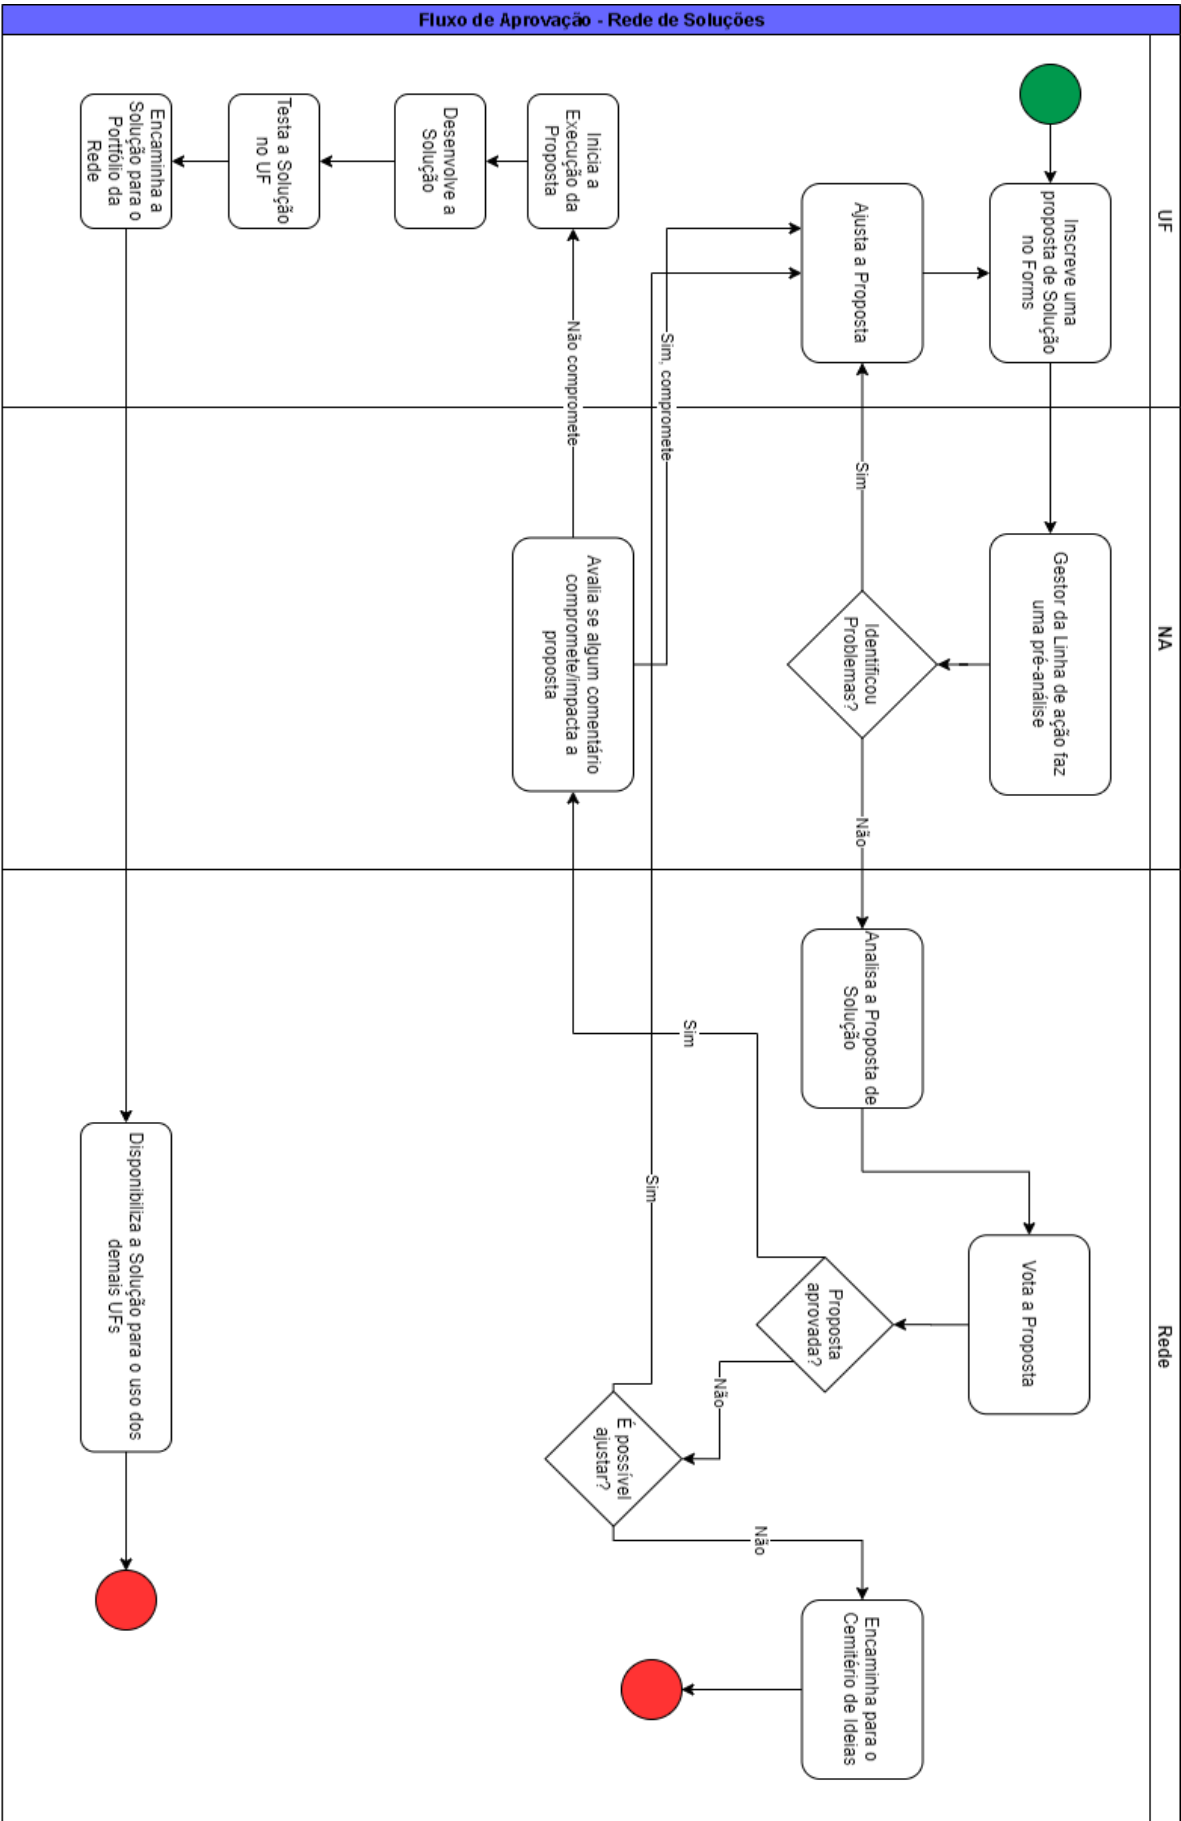 Fluxo de Aprovação - Rede de Soluções
UF
NA
Rede
Inscreve uma
proposta de Solução
no Forms
Gestor da Linha de ação faz
uma pré-análise
Identificou
Problemas?
Sim
Não
Ajusta a Proposta
Analisa a Proposta de
Solução
Vota a Proposta
Proposta
aprovada?
Sim
Não
É possível
ajustar?
Sim
Não
Encaminha para o
Cemitério de Ideias
Avalia se algum comentário
compromete/impacta a
proposta
Sim, compromete
Não compromete
Inicia a
Execução da
Proposta
Desenvolve a
Solução
Testa a Solução
no UF
Encaminha a
Solução para o
Portfólio da
Rede
Disponibiliza a Solução para o uso dos
demais UFs